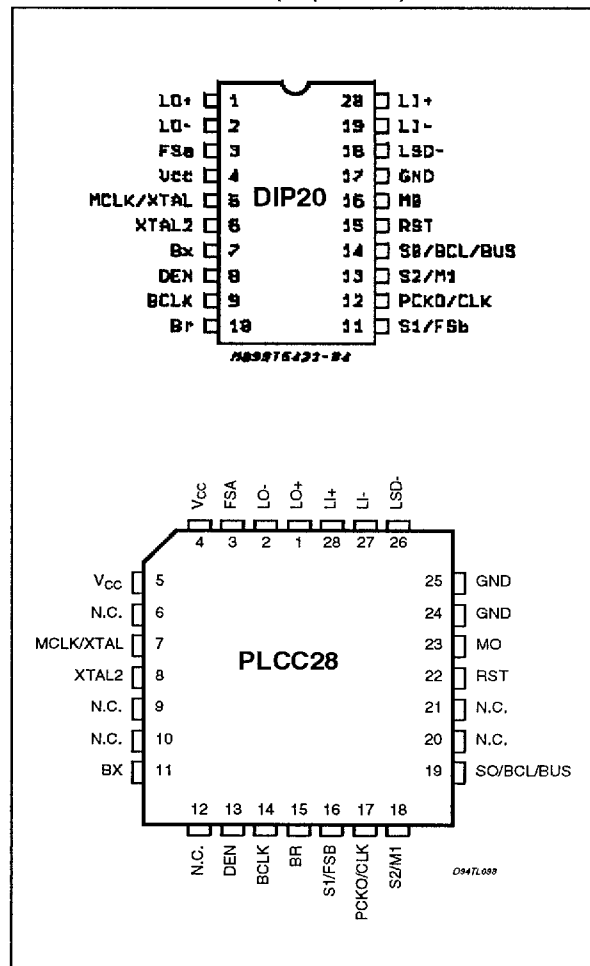 LO+ 1 20 LI+
LO- 2 19 LI-
FSa 3 18 LSD-
Vcc 4 17 GND
MCLK/XTAL 5 DIP20 16 M0
XTAL2 6 15 RST
Bx 7 14 S0/BCL/BUS
DEN 8 13 S2/M1
BCLK 9 12 PCKO/CLK
Br 10 11 S1/FSb
VCC FSA LO- LO+ LI+ LI- LSD-
4 3 2 1 28 27 26
VCC 5 25 GND
N.C. 6 24 GND
MCLK/XTAL 7 23 MO
PLCC28
XTAL2 8 22 RST
N.C. 9 21 N.C.
N.C. 10 20 N.C.
BX 11 19 SO/BCL/BUS
12 13 14 15 16 17 18
N.C. DEN BCLK BR S1/FSB PCKO/CLK S2/M1
D94TL099